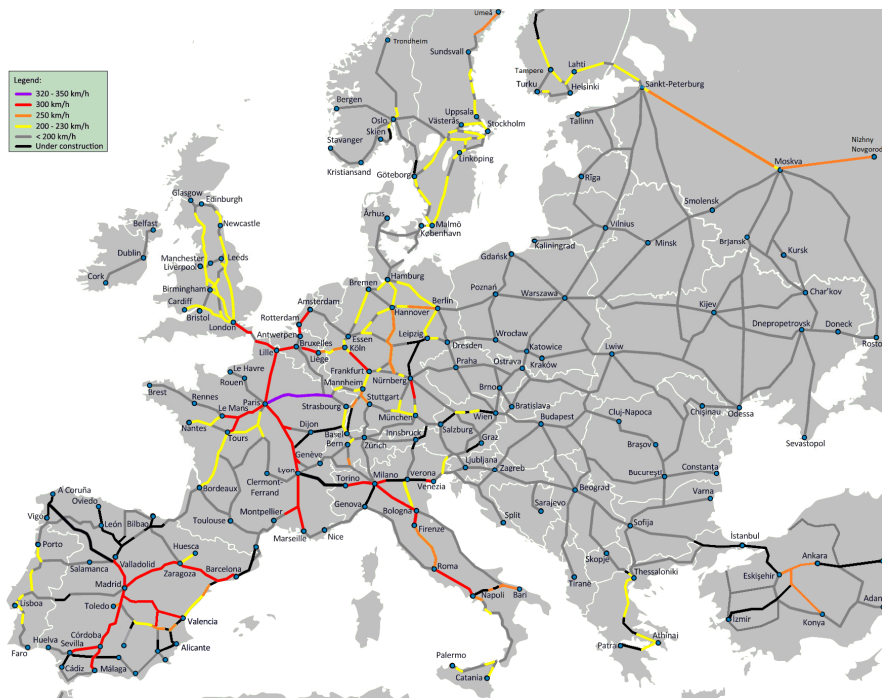 Umeå
Trondheim
Sundsvall
Lahti
Tampere
Sankt-Peterburg
Turku
Helsinki
Legend:
320 - 350 km/h
300 km/h
250 km/h
200 - 230 km/h
< 200 km/h
Under construction
Bergen
Oslo
Uppsala
Västerås
Stockholm
Tallinn
Skien
Stavanger
Linköping
Nizhny
Novgorod
Moskva
Kristiansand
Göteborg
Rīga
Glasgow
Edinburgh
Smolensk
Århus
Newcastle
Belfast
Malmö
København
Vilnius
Minsk
Brjansk
Kaliningrad
Kursk
Dublin
Manchester
Liverpool
Leeds
Gdańsk
Cork
Hamburg
Bremen
Birmingham
Cardiff
Bristol
London
Amsterdam
Rotterdam
Hannover
Berlin
Poznań
Warszawa
Kijev
Char'kov
Antwerpen
Bruxelles
Essen
Köln
Leipzig
Dresden
Wrocław
Katowice
Kraków
Dnepropetrovsk
Doneck
Rostov
Lille
Liège
Lwiw
Le Havre
Rouen
Frankfurt
Mannheim
Nürnberg
Praha
Ostrava
Brest
Rennes
Le Mans
Paris
Strasbourg
Stuttgart
Brno
Nantes
Tours
Dijon
München
Wien
Bratislava
Budapest
Cluj-Napoca
Chișinau
Odessa
Basel
Bern
Zürich
Innsbruck
Salzburg
Graz
Sevastopol
Genève
Lyon
Clermont-
Ferrand
Torino
Milano
Verona
Venezia
Ljubljana
Zagreb
Brașov
București
Constanța
Bordeaux
Genova
Bologna
Beograd
Varna
A Coruña
Oviedo
Toulouse
Montpellier
Marseille
Nice
Firenze
Split
Sarajevo
Sofija
Vigo
León
Bilbao
Huesca
Porto
Valladolid
Salamanca
Zaragoza
Barcelona
Roma
Skopje
Tiranë
Thessaloniki
İstanbul
Ankara
Eskişehir
Madrid
Toledo
Napoli
Bari
Lisboa
Valencia
İzmir
Konya
Adana
Huelva
Sevilla
Córdoba
Alicante
Faro
Cádiz
Málaga
Palermo
Catania
Patra
Athínai